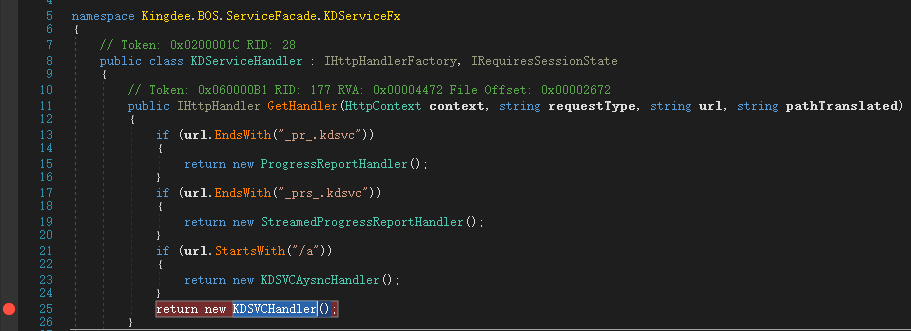 5 namespace Kingdee.BOS.ServiceFacade.KDServiceFx
6 {
7 // Token: 0x0200001C RID: 28
8 public class KDServiceHandler : IHttpHandlerFactory, IRequiresSessionState
9 {
10 // Token: 0x060000B1 RID: 177 RVA: 0x00004472 File Offset: 0x00002672
11 public IHttpHandler GetHandler(HttpContext context, string requestType, string url, string pathTranslated)
12 {
13 if (url.EndsWith("_pr_.kdsvc"))
14 {
15 return new ProgressReportHandler();
16 }
17 if (url.EndsWith("_prs_.kdsvc"))
18 {
19 return new StreamedProgressReportHandler();
20 }
21 if (url.StartsWith("/a"))
22 {
23 return new KDSVCAysncHandler();
24 }
25 return new KDSVCHandler();
26 }